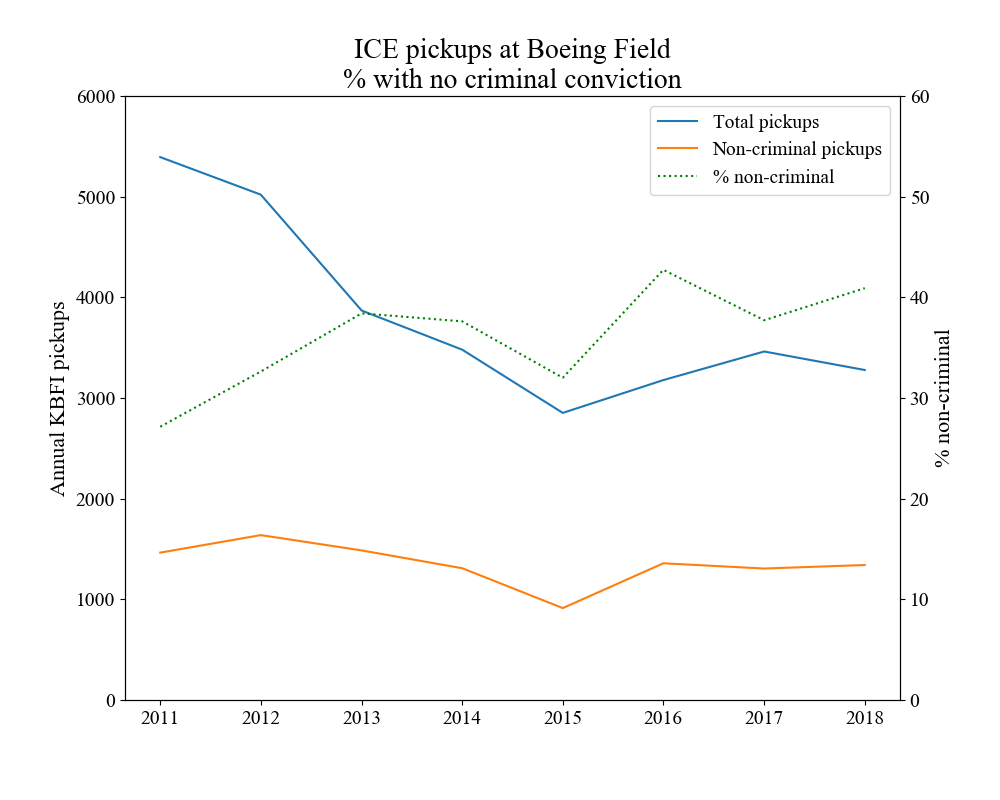 ICE pickups at Boeing Field
% with no criminal conviction
Total pickups
Non-criminal pickups
% non-criminal
Annual KBFI pickups
6000
5000
4000
3000
2000
1000
0
60
50
40
30
20
10
0
% non-criminal
2011 2012 2013 2014 2015 2016 2017 2018